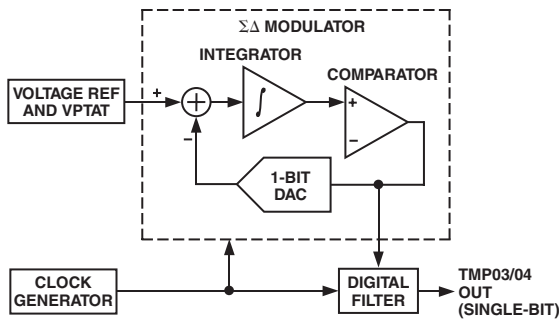 ΣΔ MODULATOR
INTEGRATOR
COMPARATOR
VOLTAGE REF
AND VPTAT
+
+
∫
+
−
−
1-BIT
DAC
CLOCK
GENERATOR
DIGITAL
FILTER
TMP03/04
OUT
(SINGLE-BIT)